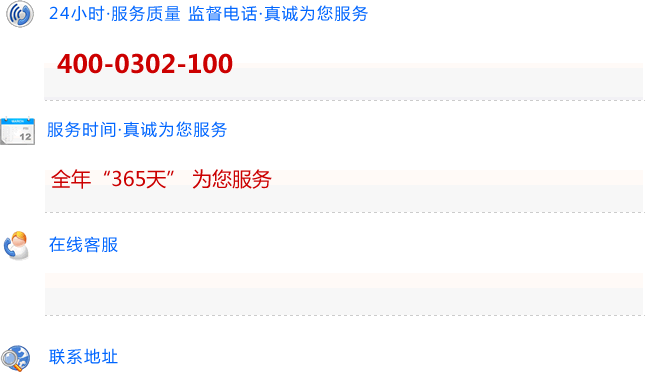 24小时·服务质量 监督电话·真诚为您服务
400-0302-100
服务时间·真诚为您服务
12
全年“365天” 为您服务
在线客服
联系地址